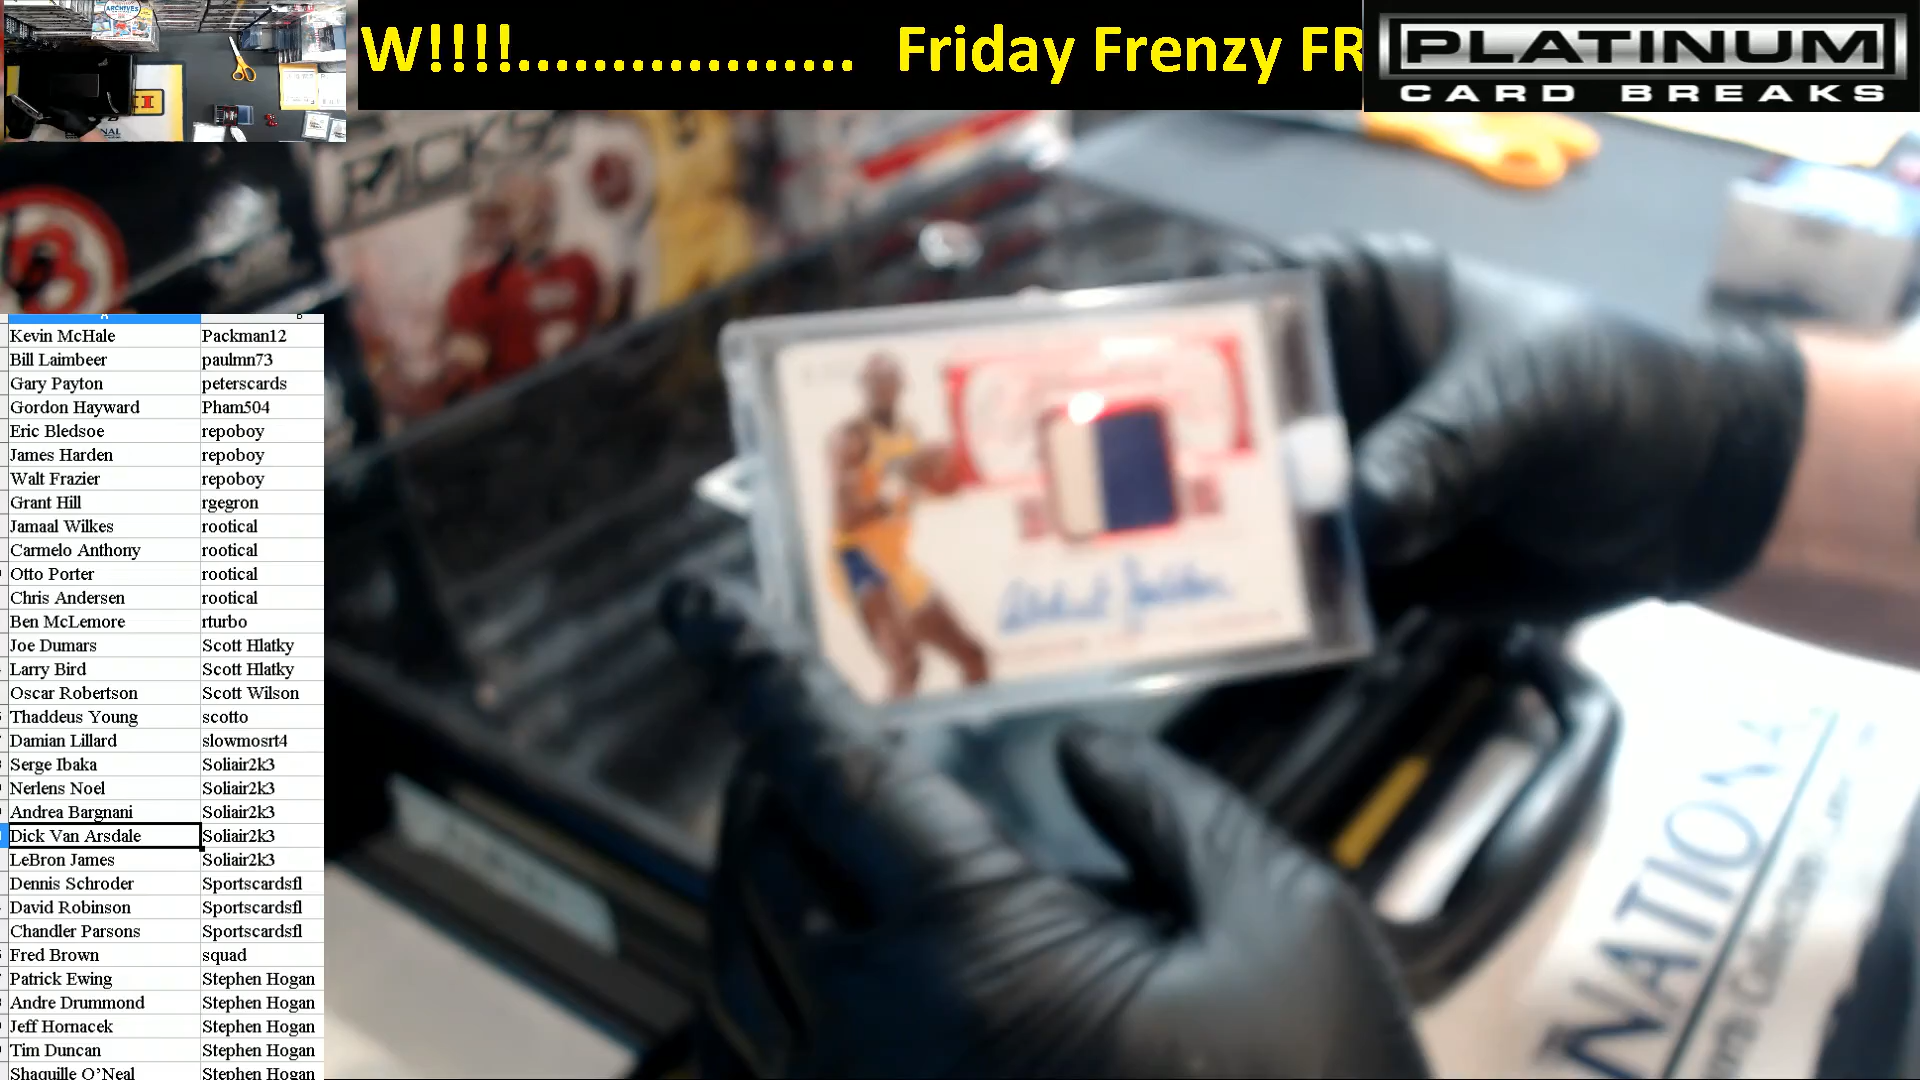 W!!!!.................. Friday Frenzy FR
PLATINUM
CARD BREAKS
A B
Kevin McHale Packman12
Bill Laimbeer paulmn73
Gary Payton peterscards
Gordon Hayward Pham504
Eric Bledsoe repoboy
James Harden repoboy
Walt Frazier repoboy
Grant Hill rgegron
Jamaal Wilkes rootical
Carmelo Anthony rootical
Otto Porter rootical
Chris Andersen rootical
Ben McLemore rturbo
Joe Dumars Scott Hlatky
Larry Bird Scott Hlatky
Oscar Robertson Scott Wilson
Thaddeus Young scotto
Damian Lillard slowmosrt4
Serge Ibaka Soliair2k3
Nerlens Noel Soliair2k3
Andrea Bargnani Soliair2k3
Dick Van Arsdale Soliair2k3
LeBron James Soliair2k3
Dennis Schroder Sportscardsfl
David Robinson Sportscardsfl
Chandler Parsons Sportscardsfl
Fred Brown squad
Patrick Ewing Stephen Hogan
Andre Drummond Stephen Hogan
Jeff Hornacek Stephen Hogan
Tim Duncan Stephen Hogan
Shaquille O'Neal Stephen Hogan
PACKS
NATIONA
Sports Collectors